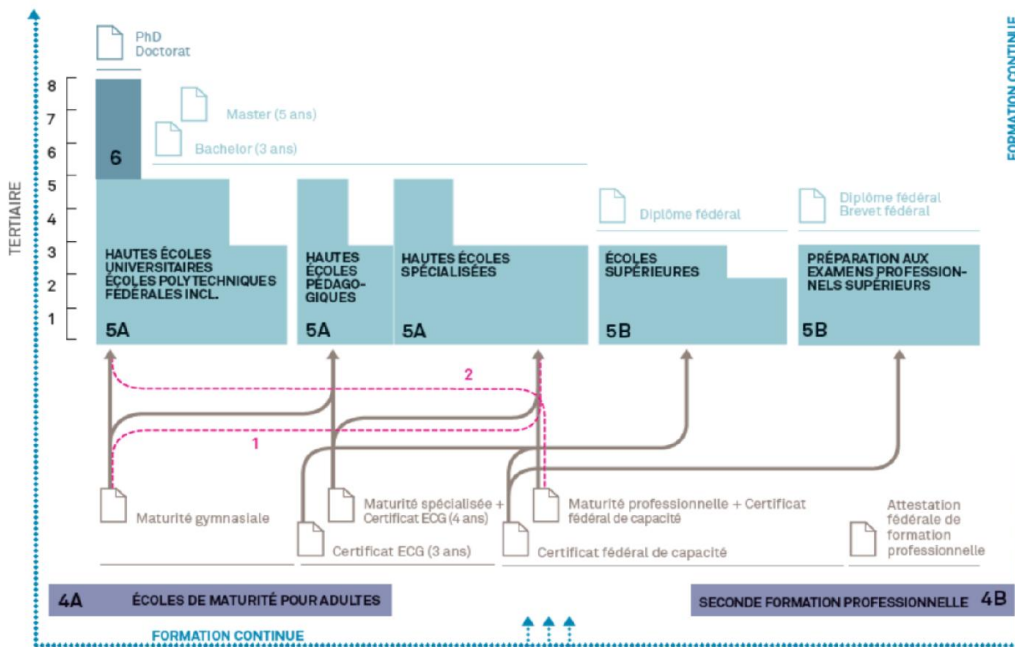 PhD
Doctorat
FORMATION CONTINUE
TERTIAIRE
8
7
6
5
4
3
2
1
Master (5 ans)
Bachelor (3 ans)
6
Diplôme fédéral
Diplôme fédéral
Brevet fédéral
HAUTES ÉCOLES
UNIVERSITAIRES
ÉCOLES POLYTECHNIQUES
FÉDÉRALES INCL.
5A
HAUTES
ÉCOLES
PÉDAGO-
GIQUES
5A
HAUTES ÉCOLES
SPÉCIALISÉES
5A
ÉCOLES
SUPÉRIEURES
5B
PRÉPARATION AUX
EXAMENS PROFESSION-
NELS SUPÉRIEURS
5B
2
1
Maturité gymnasiale
Maturité spécialisée +
Certificat ECG (4 ans)
Certificat ECG (3 ans)
Maturité professionnelle + Certificat
fédéral de capacité
Certificat fédéral de capacité
Attestation
fédérale de
formation
professionnelle
4A
ÉCOLES DE MATURITÉ POUR ADULTES
SECONDE FORMATION PROFESSIONNELLE 4B
FORMATION CONTINUE